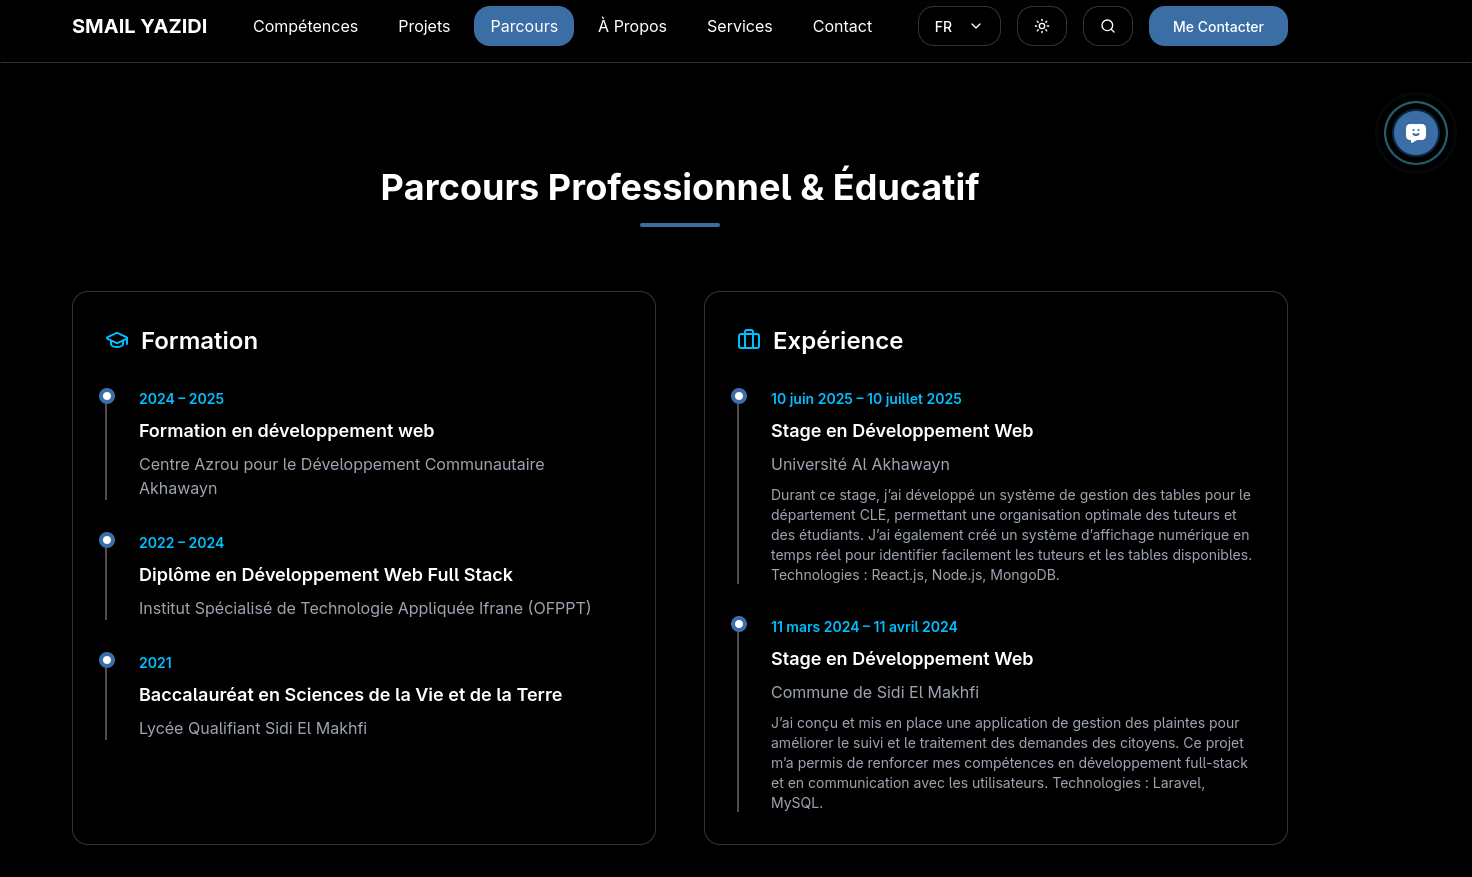 SMAIL YAZIDI
Compétences
Projets
Parcours
À Propos
Services
Contact
FR
Me Contacter
Parcours Professionnel & Éducatif
Formation
2024 – 2025
Formation en développement web
Centre Azrou pour le Développement Communautaire
Akhawayn
2022 – 2024
Diplôme en Développement Web Full Stack
Institut Spécialisé de Technologie Appliquée Ifrane (OFPPT)
2021
Baccalauréat en Sciences de la Vie et de la Terre
Lycée Qualifiant Sidi El Makhfi
Expérience
10 juin 2025 – 10 juillet 2025
Stage en Développement Web
Université Al Akhawayn
Durant ce stage, j’ai développé un système de gestion des tables pour le
département CLE, permettant une organisation optimale des tuteurs et
des étudiants. J’ai également créé un système d’affichage numérique en
temps réel pour identifier facilement les tuteurs et les tables disponibles.
Technologies : React.js, Node.js, MongoDB.
11 mars 2024 – 11 avril 2024
Stage en Développement Web
Commune de Sidi El Makhfi
J’ai conçu et mis en place une application de gestion des plaintes pour
améliorer le suivi et le traitement des demandes des citoyens. Ce projet
m’a permis de renforcer mes compétences en développement full-stack
et en communication avec les utilisateurs. Technologies : Laravel,
MySQL.